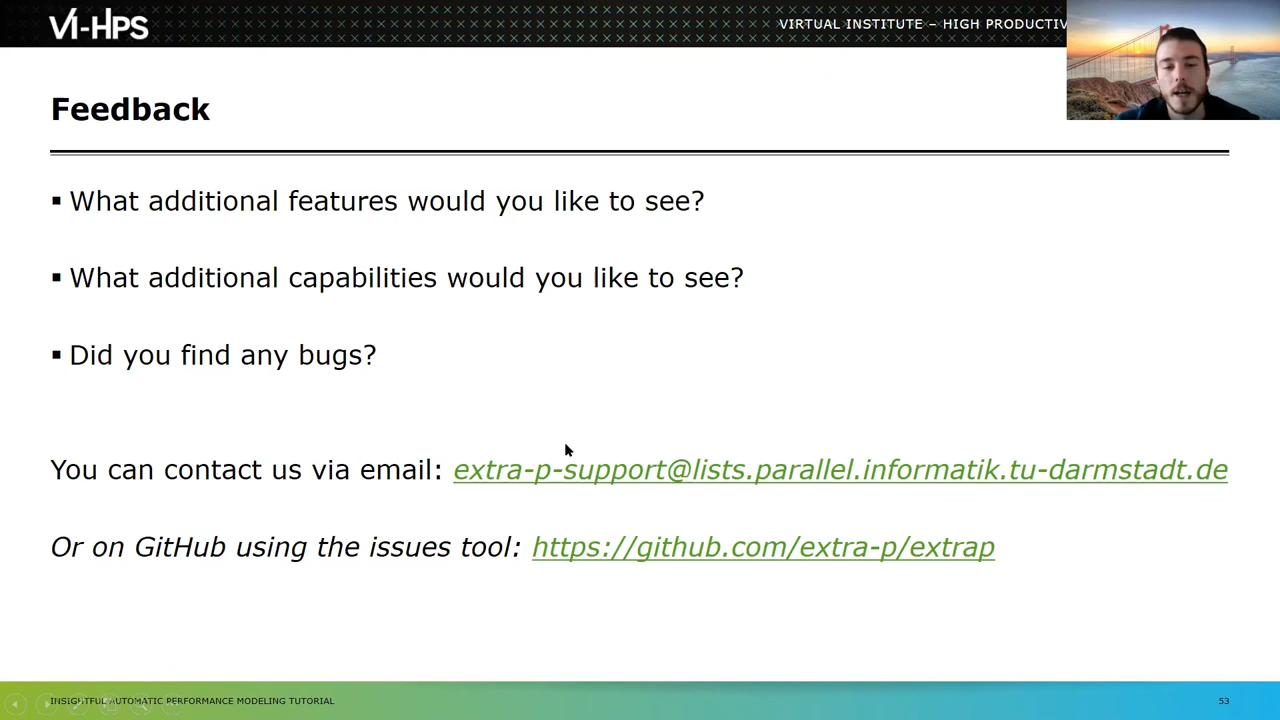 VI-HPS
VIRTUAL INSTITUTE – HIGH PRODUCTIV
Feedback
▪ What additional features would you like to see?
▪ What additional capabilities would you like to see?
▪ Did you find any bugs?
You can contact us via email: extra-p-support@lists.parallel.informatik.tu-darmstadt.de
Or on GitHub using the issues tool: https://github.com/extra-p/extrap
INSIGHTFUL AUTOMATIC PERFORMANCE MODELING TUTORIAL
53